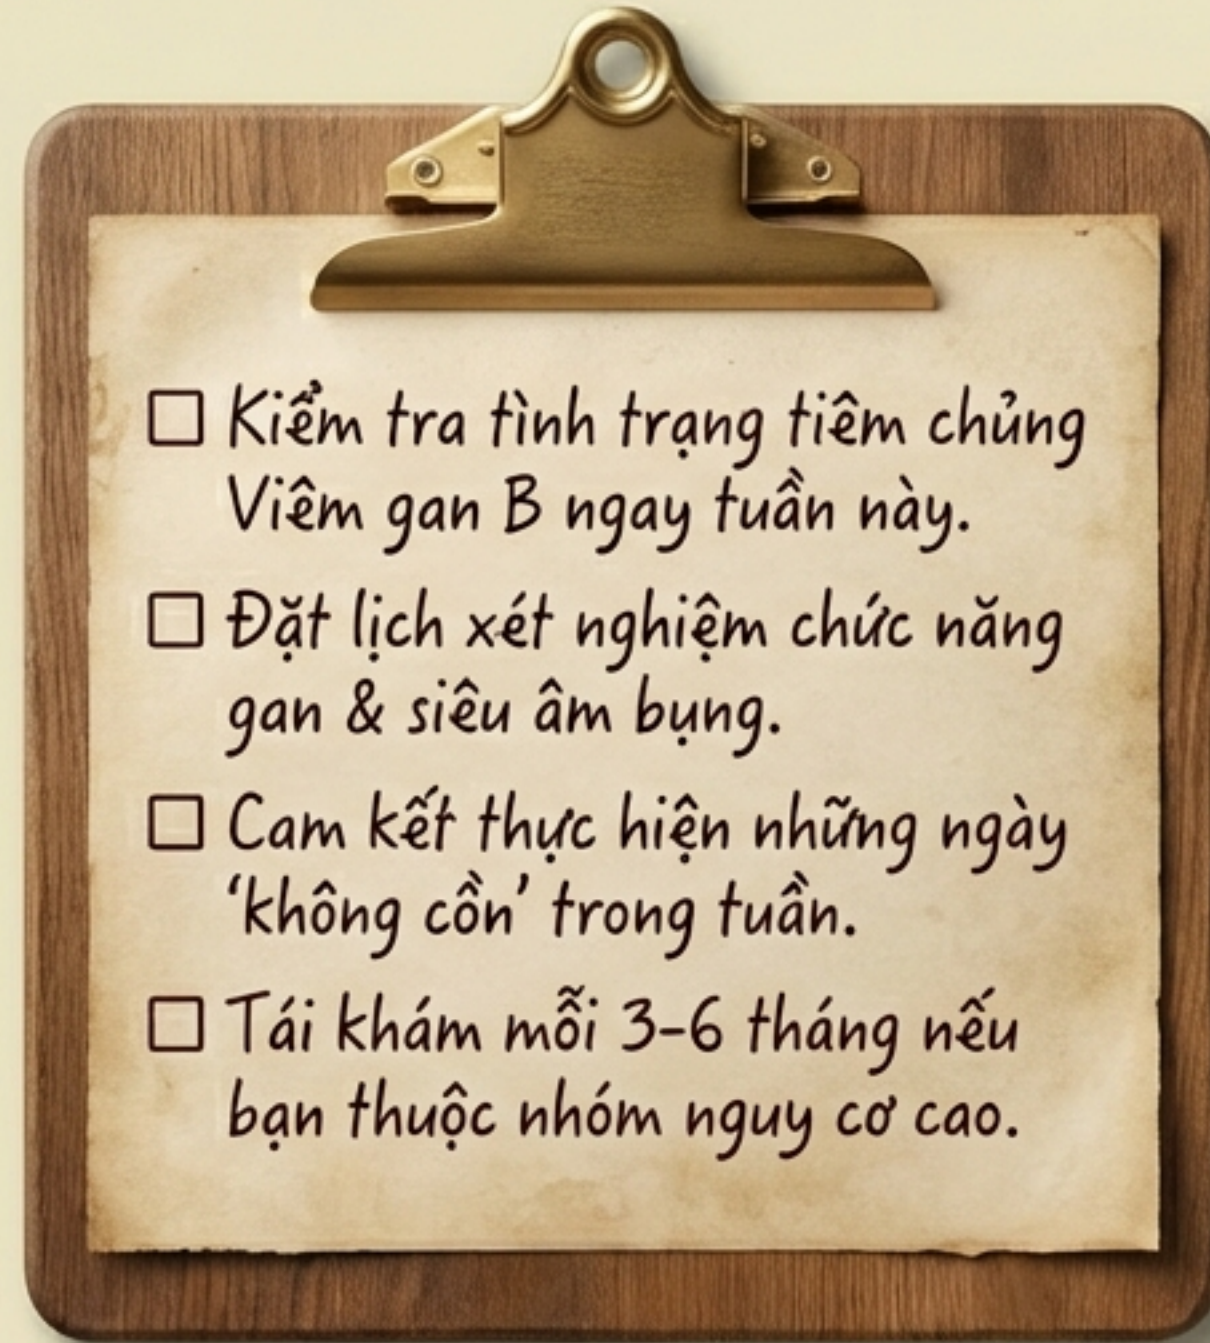 ☐ Kiểm tra tình trạng tiêm chủng
Viêm gan B ngay tuần này.
☐ Đặt lịch xét nghiệm chức năng
gan & siêu âm bụng.
☐ Cam kết thực hiện những ngày
‘không cồn’ trong tuần.
☐ Tái khám mỗi 3-6 tháng nếu
bạn thuộc nhóm nguy cơ cao.